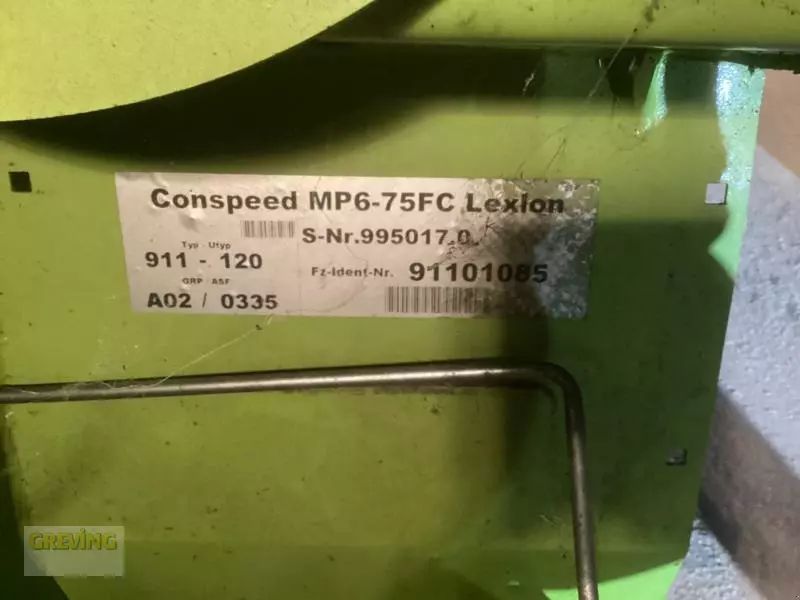 Conspeed MP6-75FC Lexion
S-Nr.995017.0.
Typ - Utyp
911 - 120
Fz-Ident-Nr. 91101085
GRP ASF
A02 / 0335
GREVING